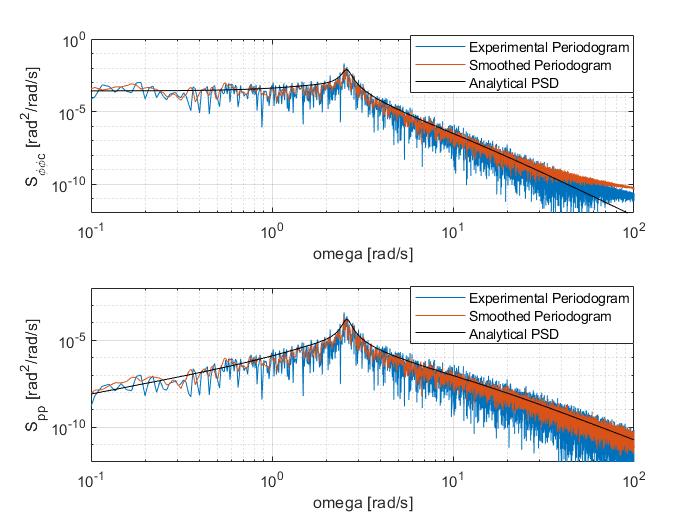 10^0
10^-5
10^-10
S_ϕϕc [rad^2/rad/s]
Experimental Periodogram
Smoothed Periodogram
Analytical PSD
10^-1 10^0 10^1 10^2
omega [rad/s]
10^-5
10^-10
S_pp [rad^2/rad/s]
Experimental Periodogram
Smoothed Periodogram
Analytical PSD
10^-1 10^0 10^1 10^2
omega [rad/s]